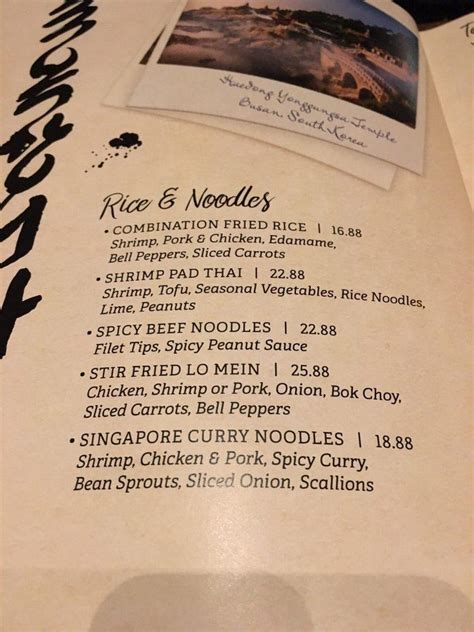 Haedong Yonggungsa Temple
Busan, South Korea
Rice & Noodles
• COMBINATION FRIED RICE | 16.88
Shrimp, Pork & Chicken, Edamame,
Bell Peppers, Sliced Carrots
• SHRIMP PAD THAI | 22.88
Shrimp, Tofu, Seasonal Vegetables, Rice Noodles,
Lime, Peanuts
• SPICY BEEF NOODLES | 22.88
Filet Tips, Spicy Peanut Sauce
• STIR FRIED LO MEIN | 25.88
Chicken, Shrimp or Pork, Onion, Bok Choy,
Sliced Carrots, Bell Peppers
• SINGAPORE CURRY NOODLES | 18.88
Shrimp, Chicken & Pork, Spicy Curry,
Bean Sprouts, Sliced Onion, Scallions